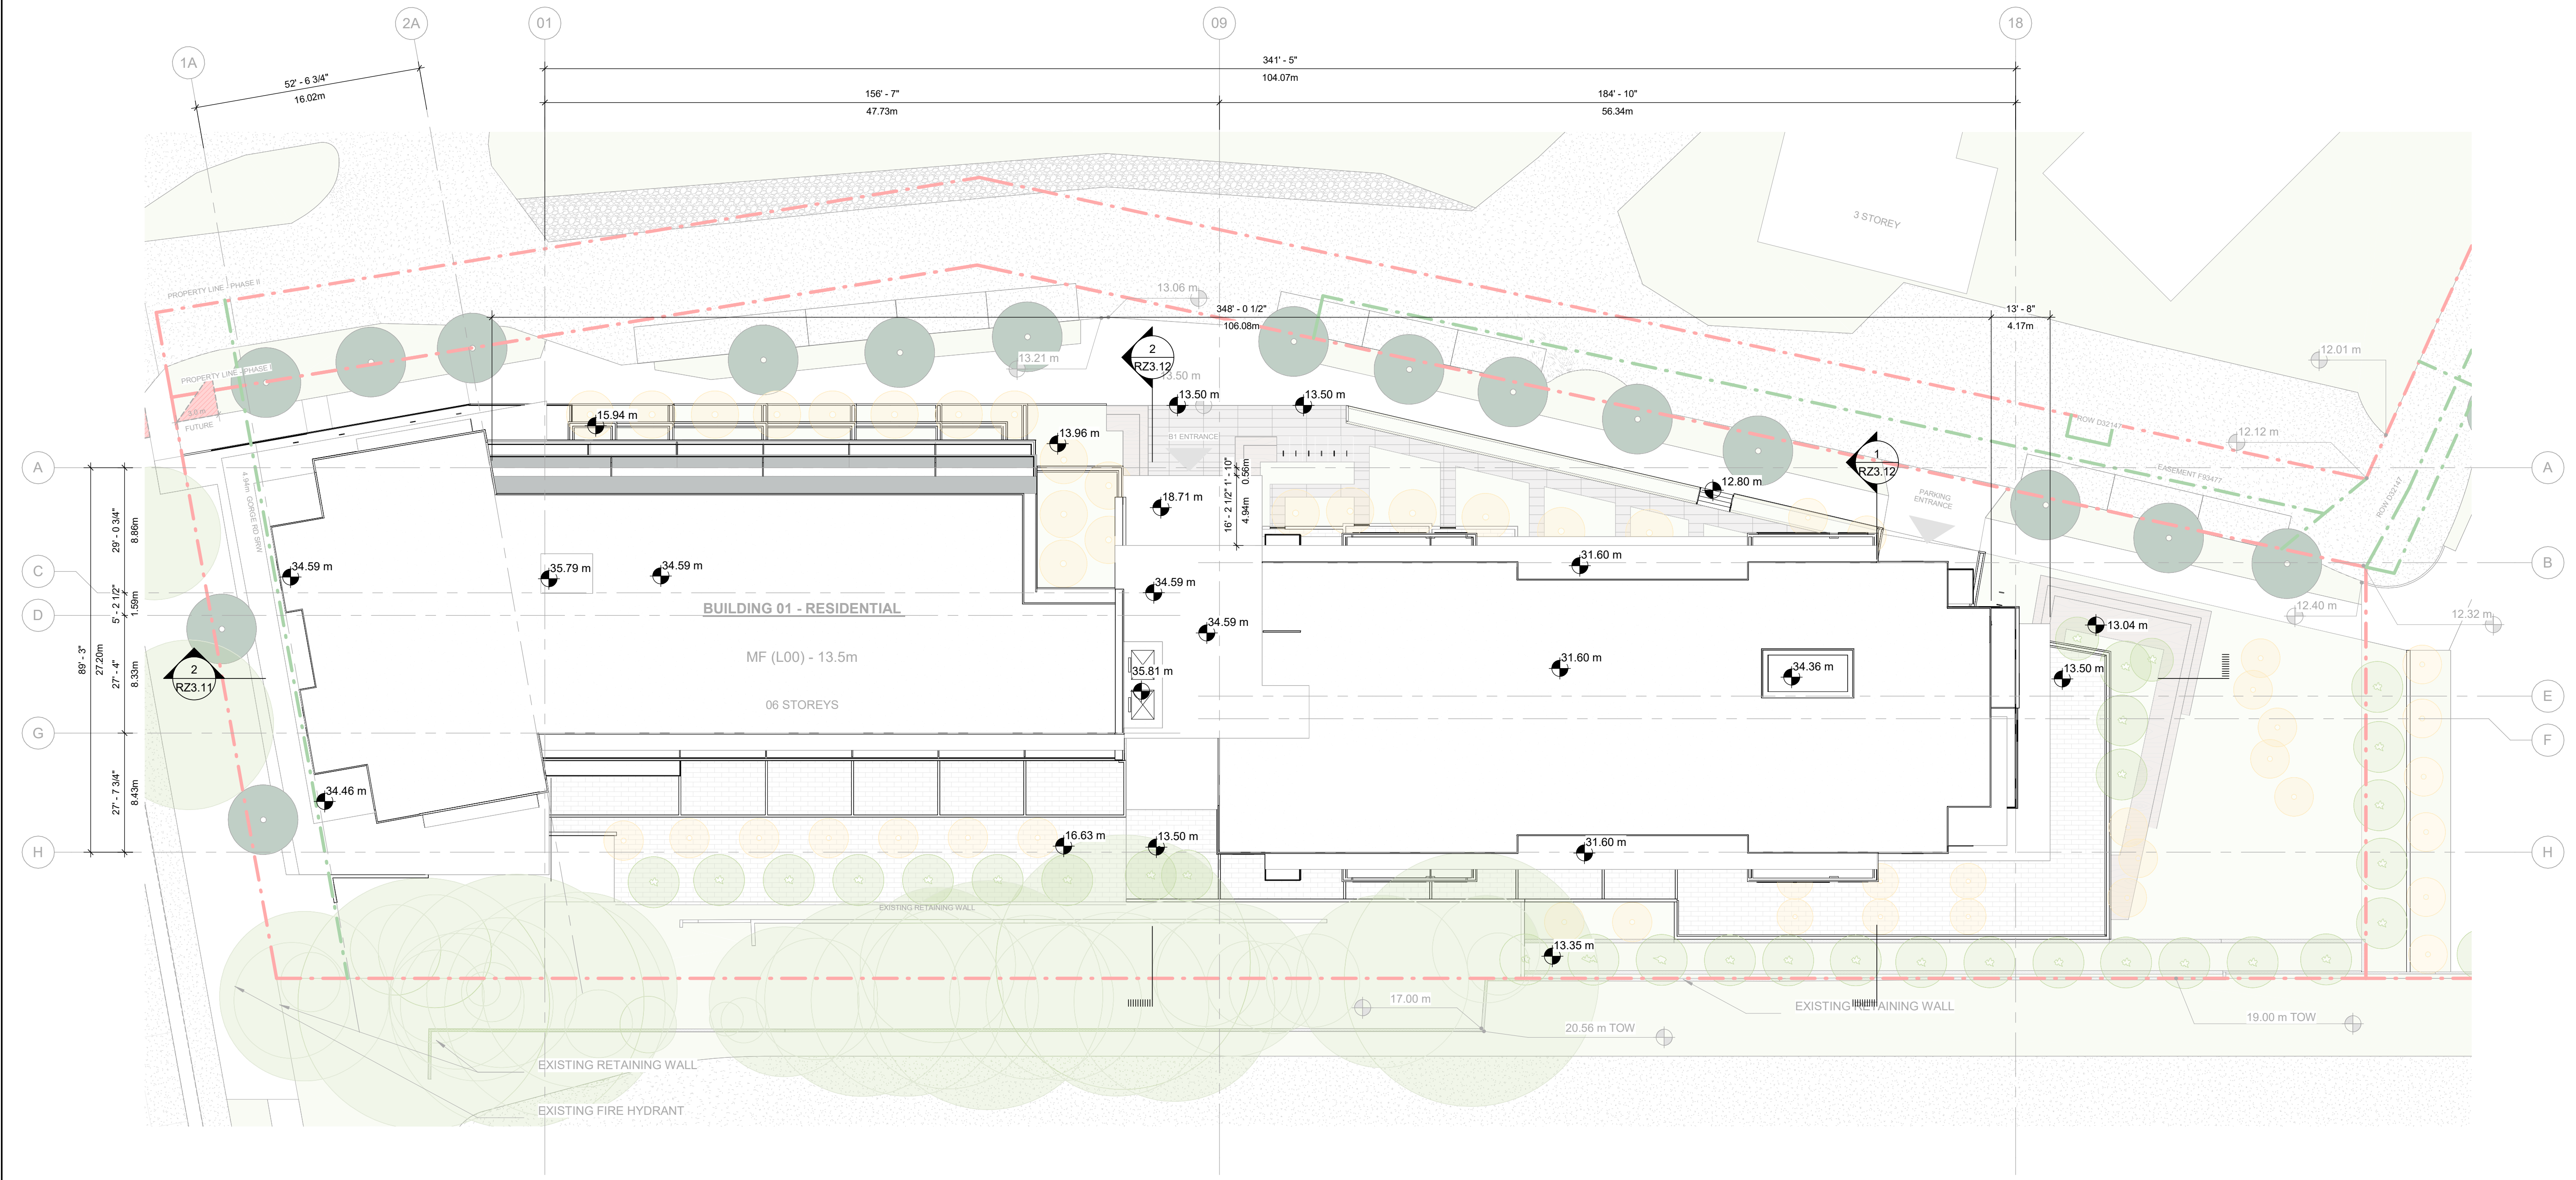 2A
01
09
18
1A
52' - 6 3/4"
16.02m
341' - 5"
104.07m
156' - 7"
47.73m
184' - 10"
56.34m
3 STOREY
PROPERTY LINE - PHASE II
13.06 m
348' - 0 1/2"
106.08m
13' - 8"
4.17m
2
RZ3.12
13.21 m
13.50 m
12.01 m
PROPERTY LINE - PHASE I
3.0 m
FUTURE
15.94 m
13.50 m
13.50 m
13.96 m
B1 ENTRANCE
ROW D32147
12.12 m
1
RZ3.12
A
A
EASEMENT F93477
ROW D32147
12.80 m
PARKING
ENTRANCE
4.94m GEORGE RD SRW
18.71 m
1' - 10"
0.56m
16' - 2 1/2"
4.94m
29' - 0 3/4"
8.86m
C
B
34.59 m
35.79 m
34.59 m
34.59 m
31.60 m
5' - 2 1/2"
1.59m
D
BUILDING 01 - RESIDENTIAL
34.59 m
12.40 m
12.32 m
13.04 m
89' - 3"
27.20m
27' - 4"
8.33m
MF (L00) - 13.5m
2
RZ3.11
35.81 m
31.60 m
34.36 m
13.50 m
E
06 STOREYS
G
F
27' - 7 3/4"
8.43m
34.46 m
16.63 m
13.50 m
31.60 m
H
H
EXISTING RETAINING WALL
13.35 m
17.00 m
EXISTING RETAINING WALL
19.00 m TOW
20.56 m TOW
EXISTING RETAINING WALL
EXISTING FIRE HYDRANT